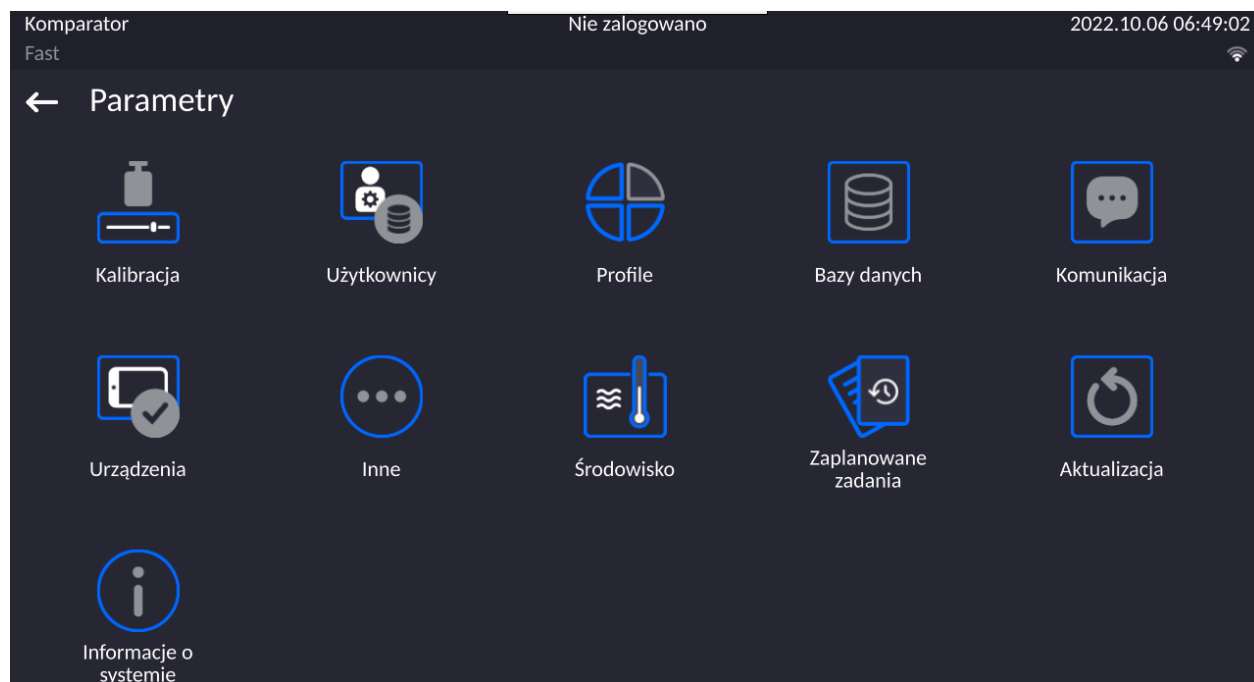 Komparator
Nie zalogowano
2022.10.06 06:49:02
Fast
Parametry
Kalibracja
Użytkownicy
Profile
Bazy danych
Komunikacja
Urządzenia
Inne
Środowisko
Zaplanowane
zadania
Aktualizacja
Informacje o
systemie